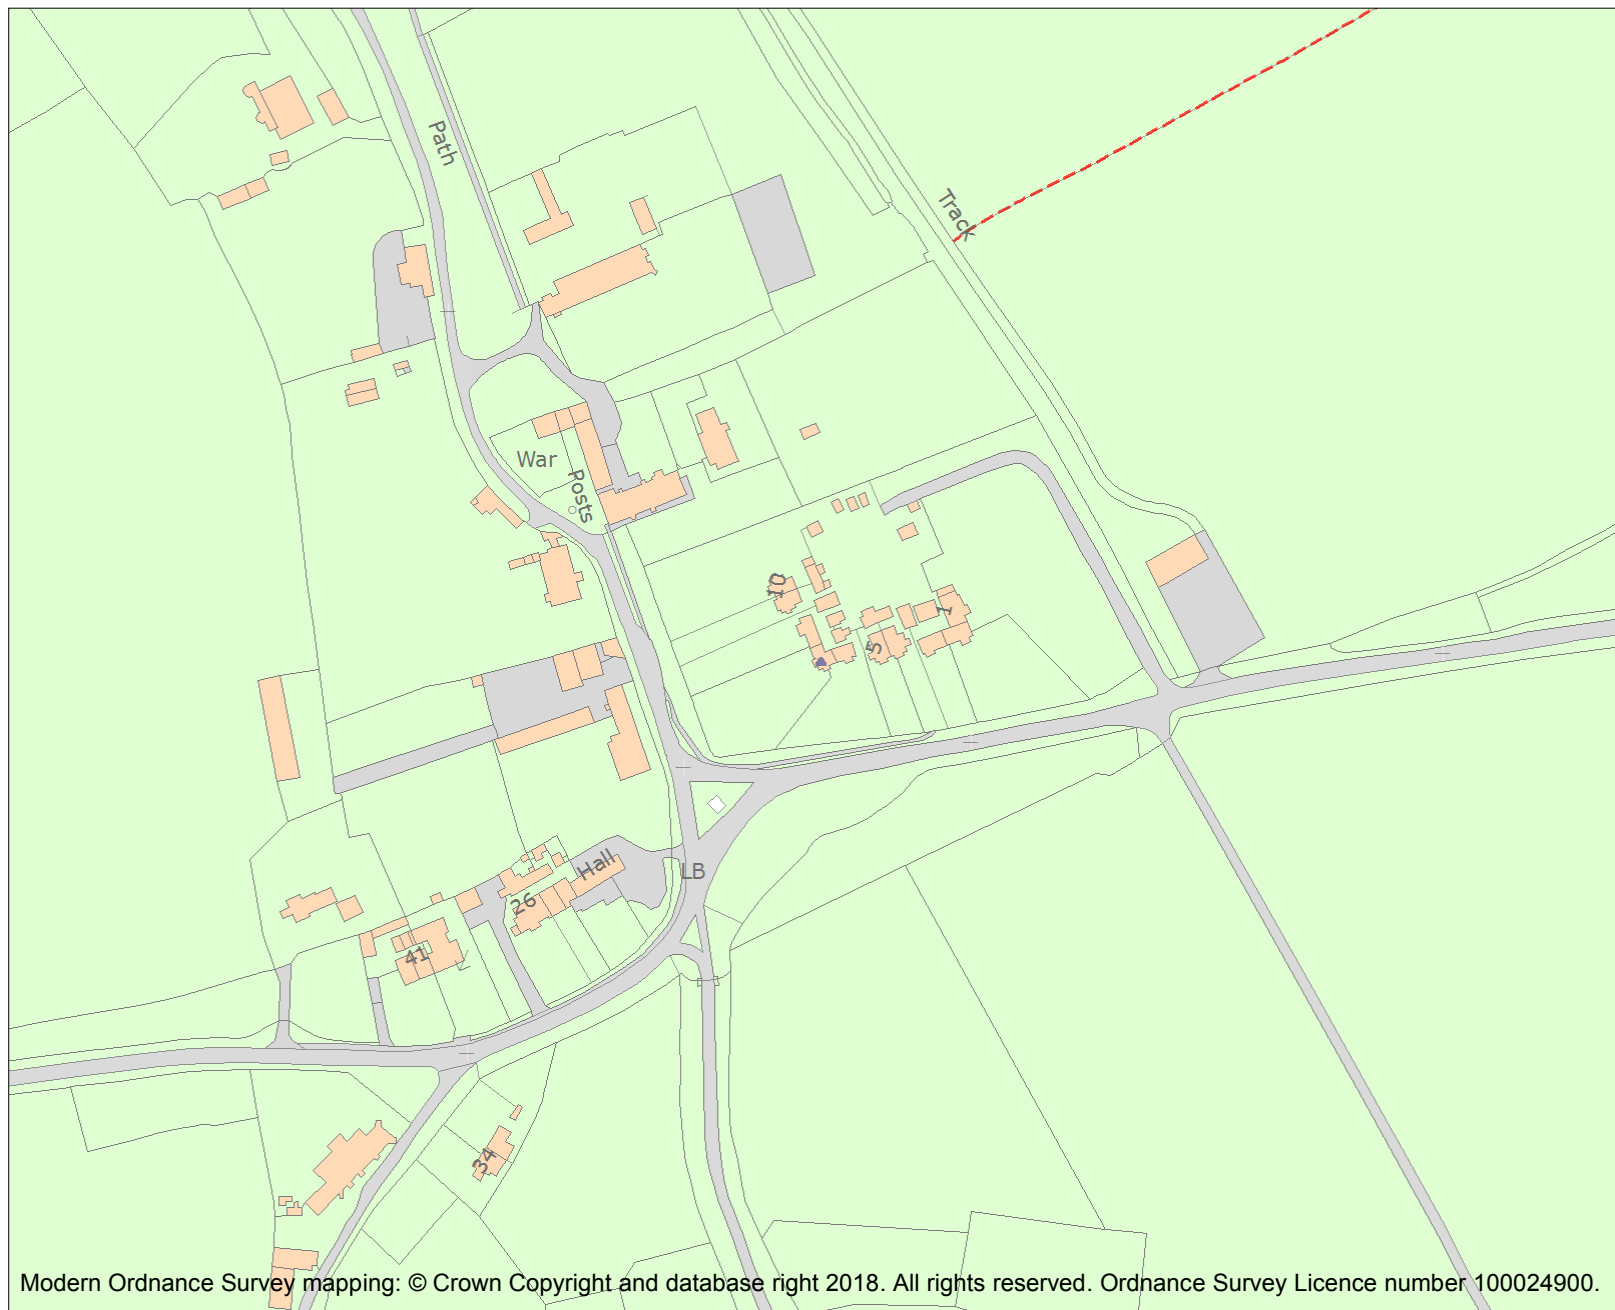 Path
Track
War
Posts
10
1
5
Hall
LB
26
41
34
Modern Ordnance Survey mapping: © Crown Copyright and database right 2018. All rights reserved. Ordnance Survey Licence number 100024900.